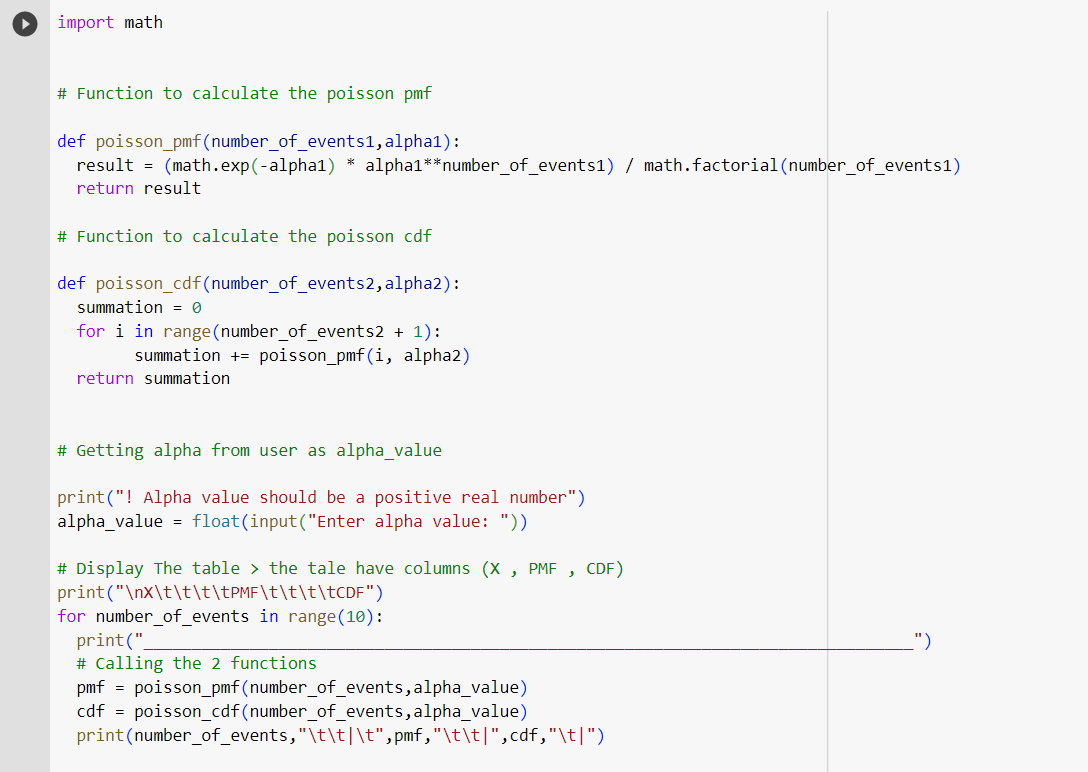 import math
# Function to calculate the poisson pmf
def poisson_pmf(number_of_events1,alpha1):
  result = (math.exp(-alpha1) * alpha1**number_of_events1) / math.factorial(number_of_events1)
  return result
# Function to calculate the poisson cdf
def poisson_cdf(number_of_events2,alpha2):
  summation = 0
  for i in range(number_of_events2 + 1):
        summation += poisson_pmf(i, alpha2)
  return summation
# Getting alpha from user as alpha_value
print("! Alpha value should be a positive real number")
alpha_value = float(input("Enter alpha value: "))
# Display The table > the tale have columns (X , PMF , CDF)
print("\nX\t\t\t\tPMF\t\t\t\tCDF")
for number_of_events in range(10):
  print("________________________________________________________________________________")
  # Calling the 2 functions
  pmf = poisson_pmf(number_of_events,alpha_value)
  cdf = poisson_cdf(number_of_events,alpha_value)
  print(number_of_events,"\t\t|\t",pmf,"\t\t|",cdf,"\t|")